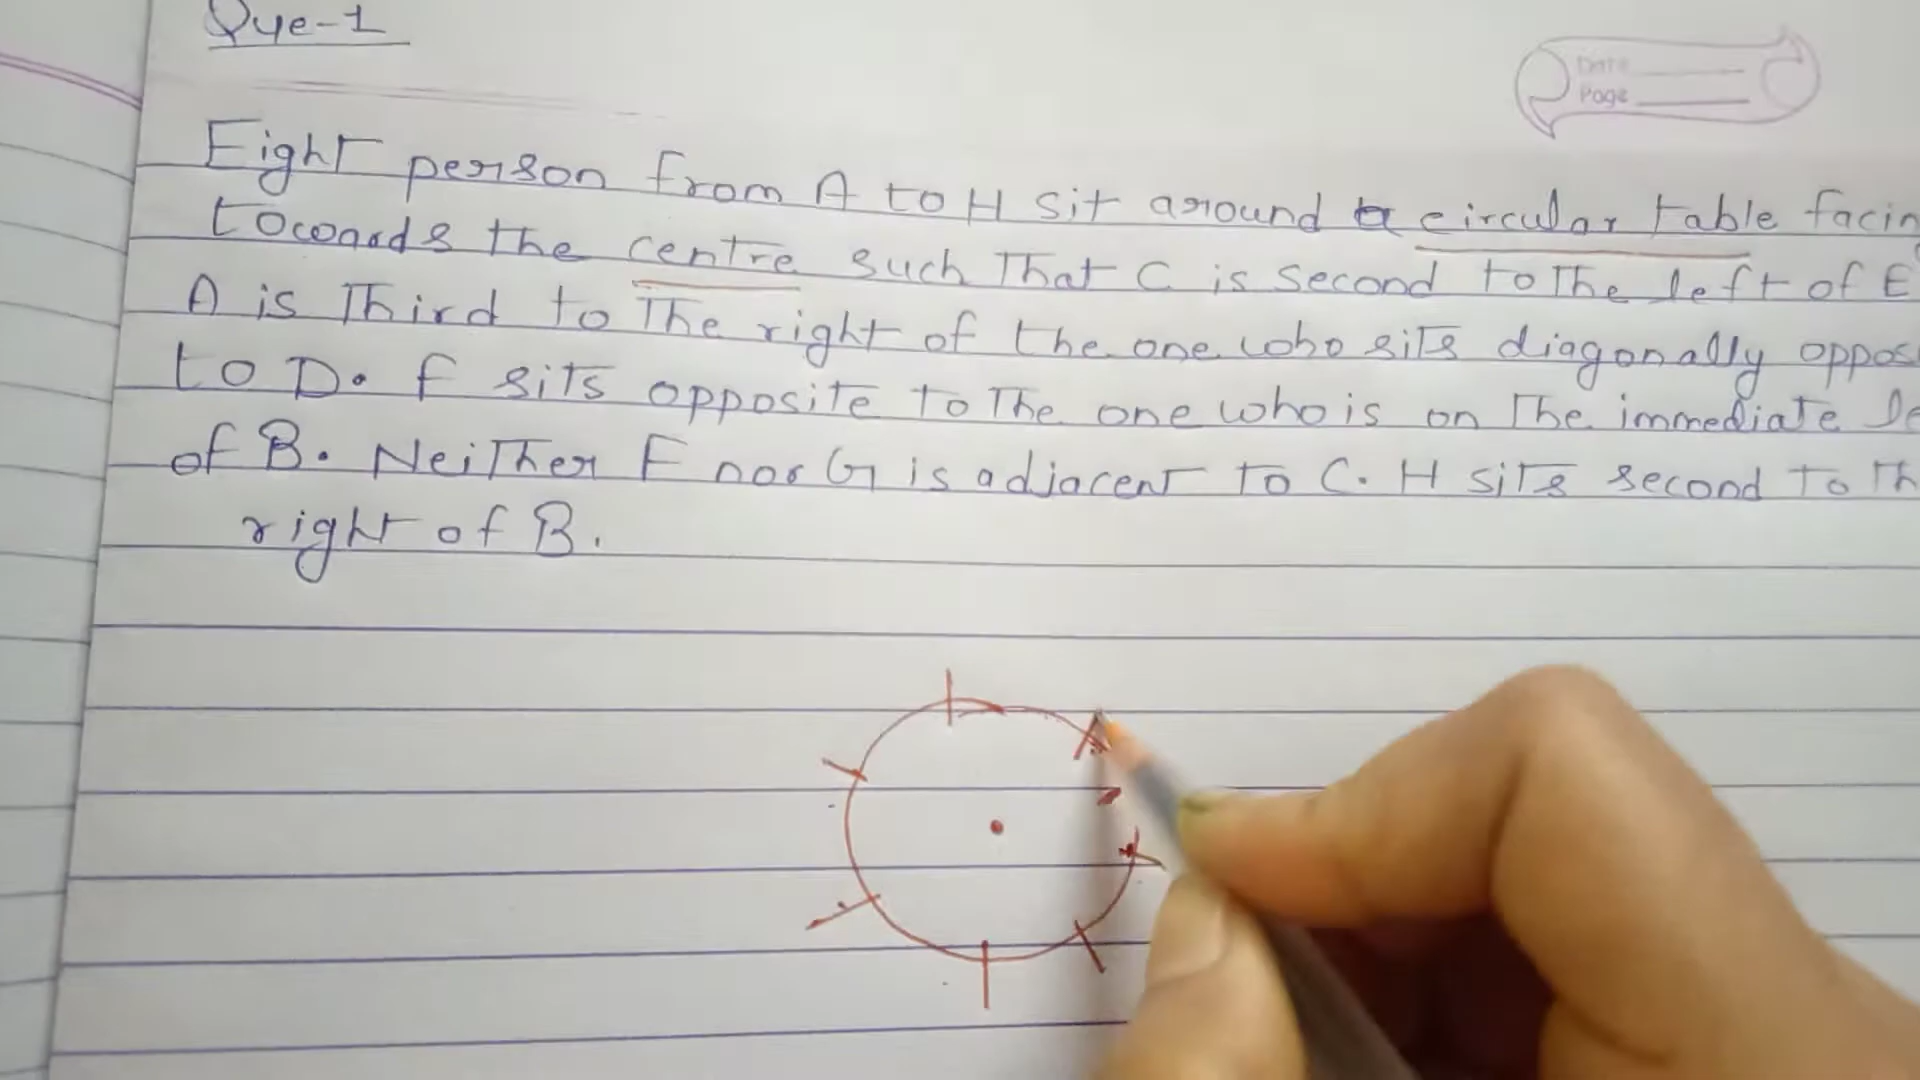 Que-1
Date
Page
Eight person from A to H sit around a circular table facin
towards the centre such that C is second to the left of E
A is Third to The right of the one who sits diagonally oppos
to D. F sits opposite to The one who is on The immediate le
of B. Neither F nor G is adjacent to C. H sits second to Th
right of B.